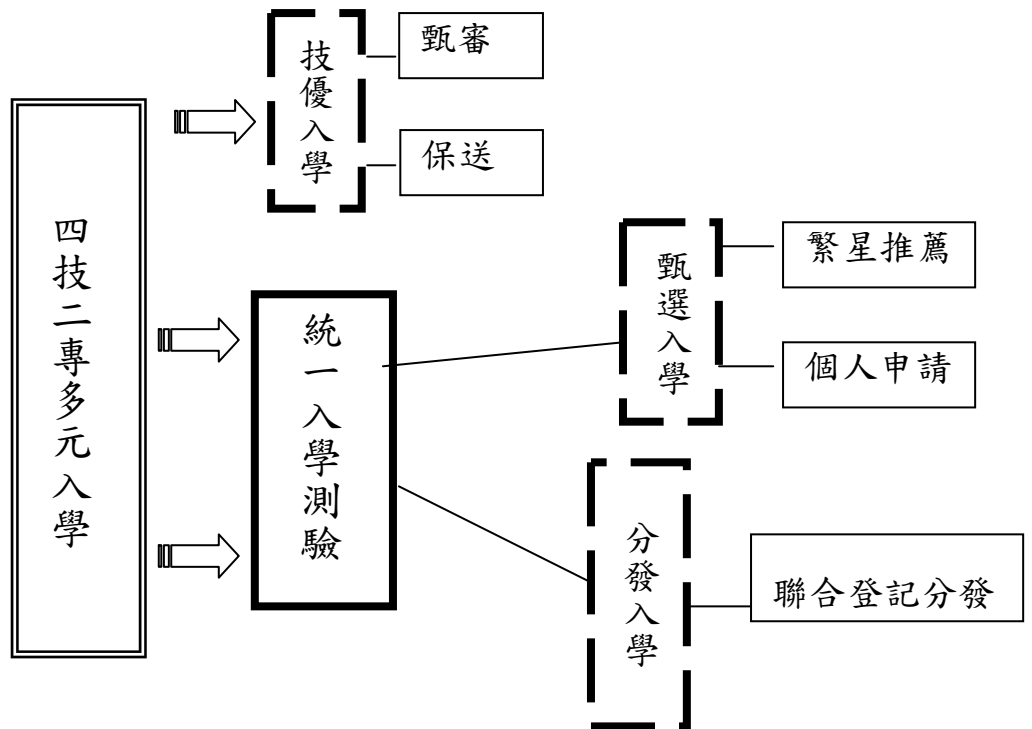 四技二專多元入學
技優入學
甄審
保送
統一入學測驗
甄選入學
繁星推薦
個人申請
分發入學
聯合登記分發